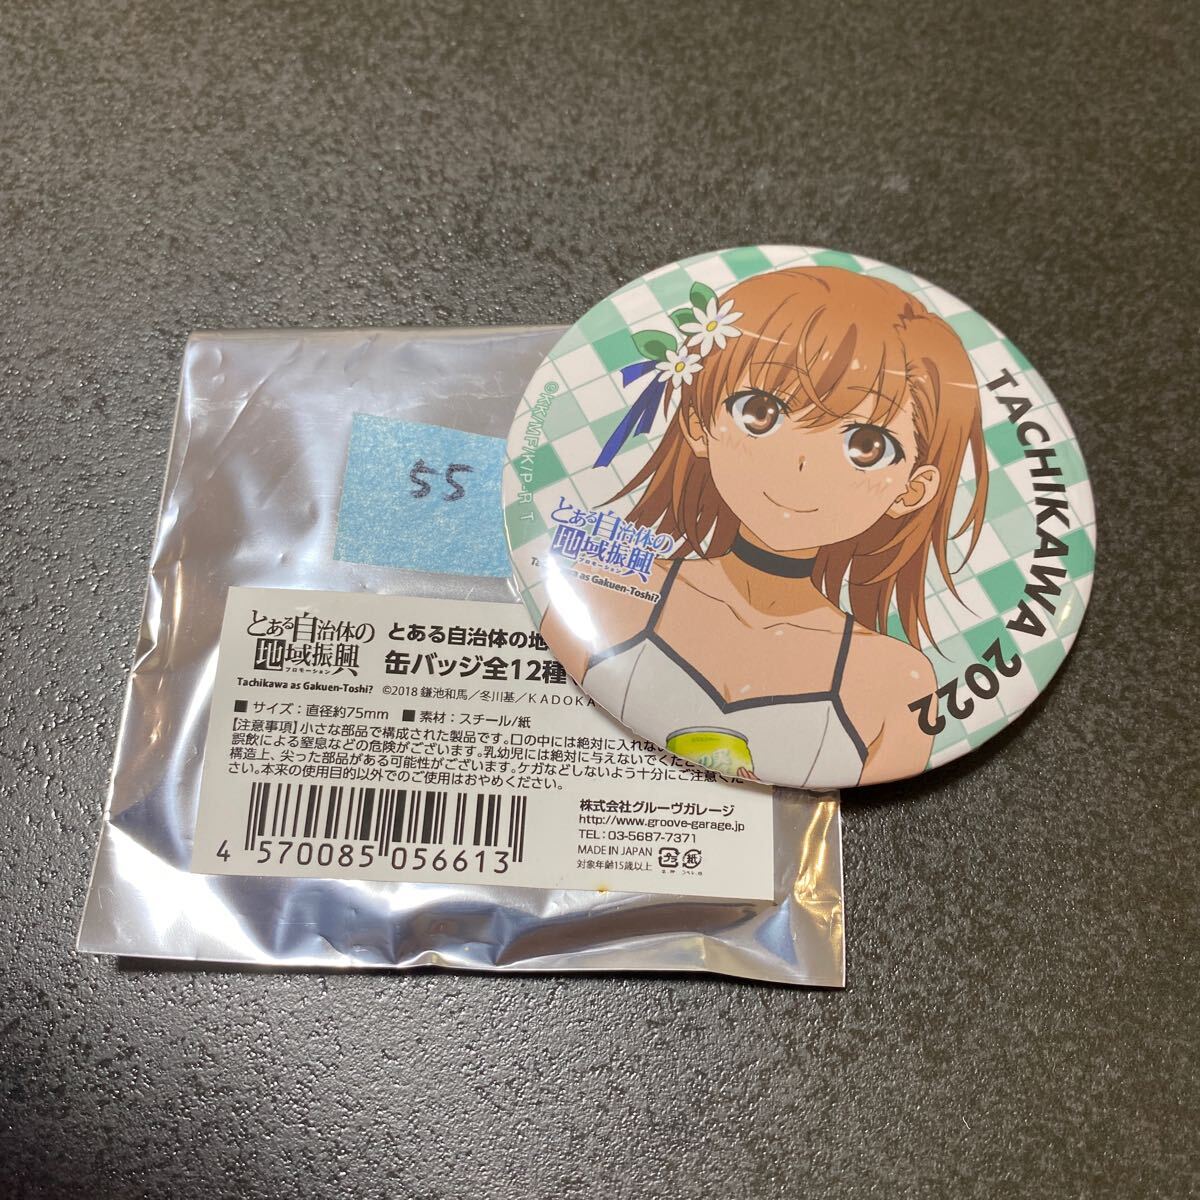 55
とある自治体の
地域振興
プロモーション
Tachikawa as Gakuen-Toshi?
とある自治体の地
缶バッジ全12種
©2018 鎌池和馬／冬川基／KADOKA
■ サイズ：直径約75mm ■ 素材：スチール/紙
【注意事項】小さな部品で構成された製品です。口の中には絶対に入れない
誤飲による窒息などの危険がございます。乳幼児には絶対に与えないでくだ
構造上、尖った部品がある可能性がございます。ケガなどしないよう十分にご注意くだ
さい。本来の使用目的以外でのご使用はおやめください。
4 570085 056613
株式会社グルーヴガレージ
http://www.groove-garage.jp
TEL：03-5687-7371
MADE IN JAPAN
対象年齢15歳以上
プラ
紙
©KK/MF/K/P-R T
とある自治体の
地域振興
プロモーション
Tachikawa as Gakuen-Toshi?
TACHIKAWA 2022